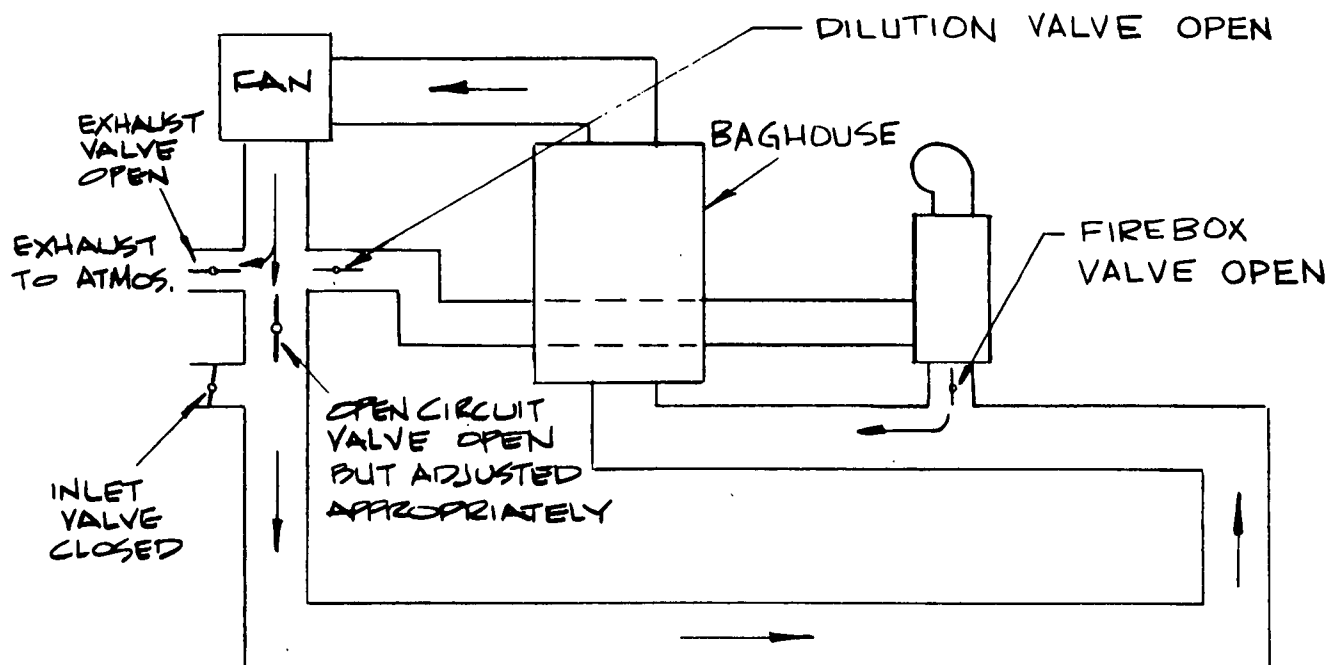 DILUTION VALVE OPEN
FAN
EXHAUST
VALVE
OPEN
BAGHOUSE
EXHAUST
TO ATMOS.
FIREBOX
VALVE OPEN
OPEN CIRCUIT
VALVE OPEN
BUT ADJUSTED
APPROPRIATELY
INLET
VALVE
CLOSED